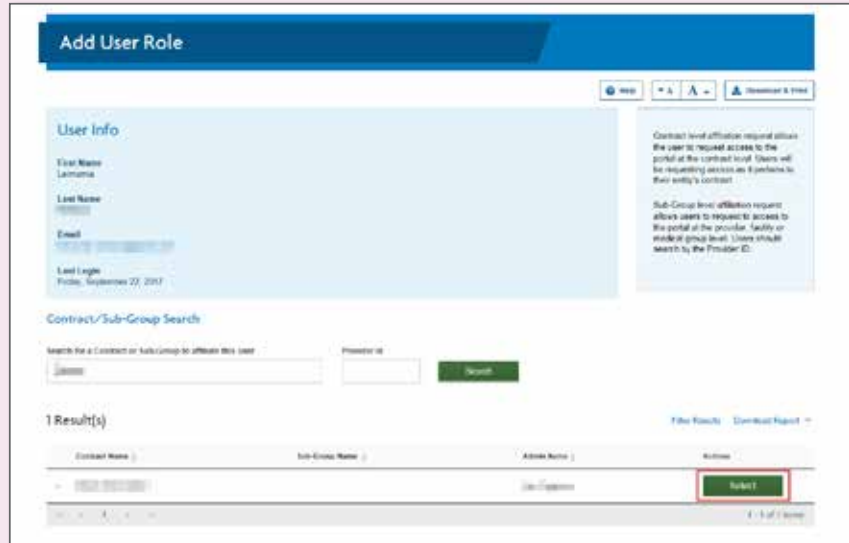 Add User Role
Help
A A
Download & Print
User Info
First Name
Last Name
Email
Last Login
Friday, September 22, 2017
Contract level affiliation request allows
the user to request access to the
portal at the contract level. Users will
be requesting access as it pertains to
their entity's contract
Sub-Group level affiliation request
allows users to request to access to
the portal at the provider, facility or
medical group level. Users should
search by the Provider ID.
Contract/Sub-Group Search
Search for a Contract or Sub-Group to affiliate this user
Provider Id
Search
1 Result(s)
Filter Results Download Report
Contract Name Sub-Group Name Admin Name Actions
Select
1
1 - 1 of 1 items